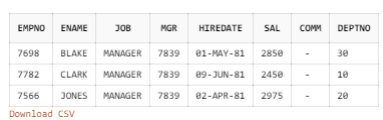 EMPNO ENAME JOB MGR HIREDATE SAL COMM DEPTNO
7698 BLAKE MANAGER 7839 01-MAY-81 2850 - 30
7782 CLARK MANAGER 7839 09-JUN-81 2450 - 10
7566 JONES MANAGER 7839 02-APR-81 2975 - 20
Download CSV